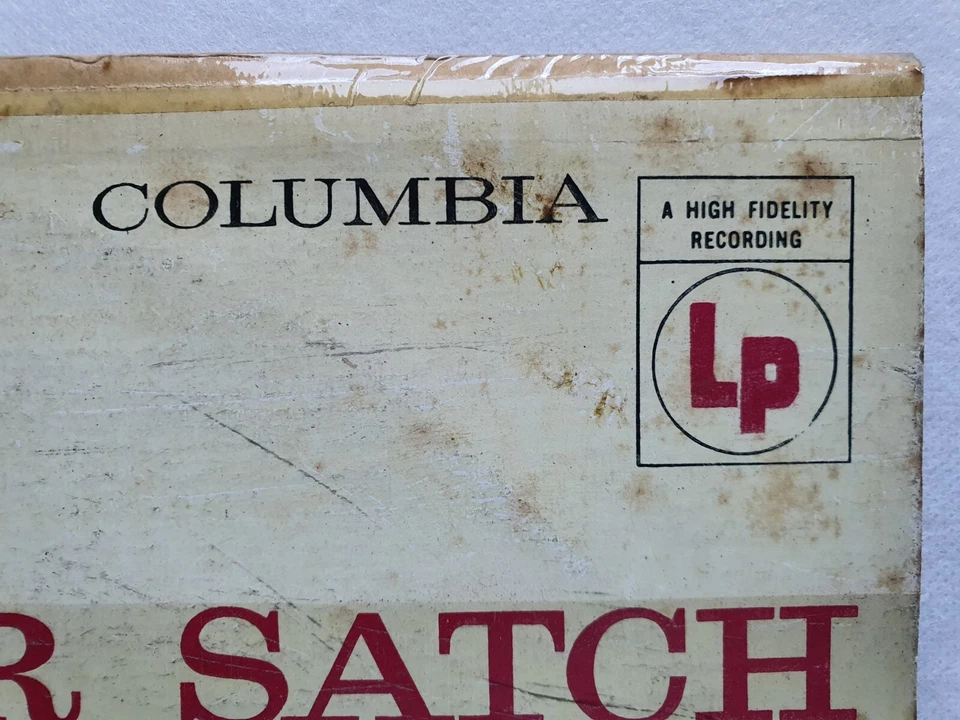 COLUMBIA
A HIGH FIDELITY
RECORDING
Lp
R SATCH